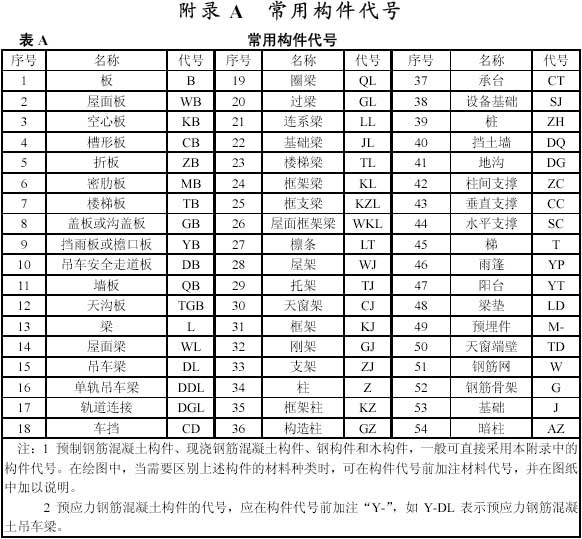 附录 A 常用构件代号
表 A 常用构件代号
序号 名称 代号 序号 名称 代号 序号 名称 代号
1 板 B 19 圈梁 QL 37 承台 CT
2 屋面板 WB 20 过梁 GL 38 设备基础 SJ
3 空心板 KB 21 连系梁 LL 39 桩 ZH
4 槽形板 CB 22 基础梁 JL 40 挡土墙 DQ
5 折板 ZB 23 楼梯梁 TL 41 地沟 DG
6 密肋板 MB 24 框架梁 KL 42 柱间支撑 ZC
7 楼梯板 TB 25 框支梁 KZL 43 垂直支撑 CC
8 盖板或沟盖板 GB 26 屋面框架梁 WKL 44 水平支撑 SC
9 挡雨板或檐口板 YB 27 檩条 LT 45 梯 T
10 吊车安全走道板 DB 28 屋架 WJ 46 雨篷 YP
11 墙板 QB 29 托架 TJ 47 阳台 YT
12 天沟板 TGB 30 天窗架 CJ 48 梁垫 LD
13 梁 L 31 框架 KJ 49 预埋件 M-
14 屋面梁 WL 32 刚架 GJ 50 天窗端壁 TD
15 吊车梁 DL 33 支架 ZJ 51 钢筋网 W
16 单轨吊车梁 DDL 34 柱 Z 52 钢筋骨架 G
17 轨道连接 DGL 35 框架柱 KZ 53 基础 J
18 车挡 CD 36 构造柱 GZ 54 暗柱 AZ
注：1 预制钢筋混凝土构件、现浇钢筋混凝土构件、钢构件和木构件，一般可直接采用本附录中的
构件代号。在绘图中，当需要区别上述构件的材料种类时，可在构件代号前加注材料代号，并在图纸
中加以说明。
2 预应力钢筋混凝土构件的代号，应在构件代号前加注“Y-”，如 Y-DL 表示预应力钢筋混凝
土吊车梁。